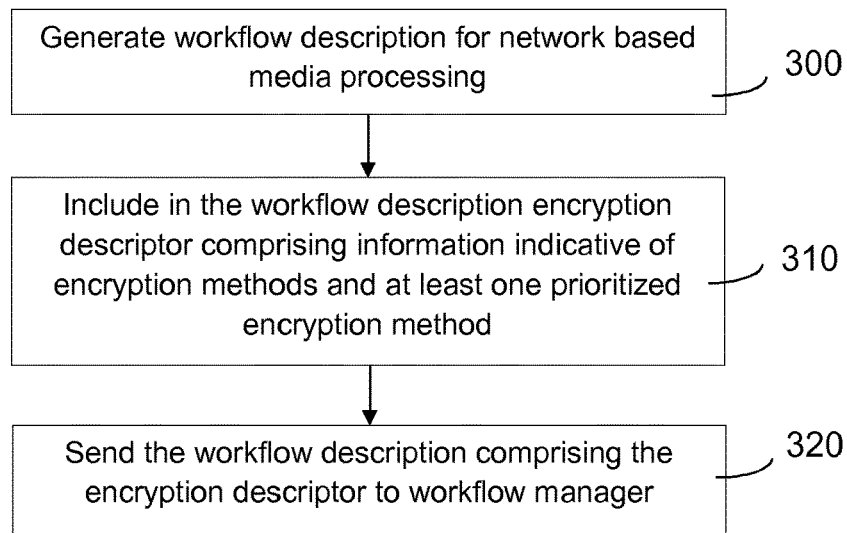 Generate workflow description for network based
media processing
300
Include in the workflow description encryption
descriptor comprising information indicative of
encryption methods and at least one prioritized
encryption method
310
Send the workflow description comprising the
encryption descriptor to workflow manager
320